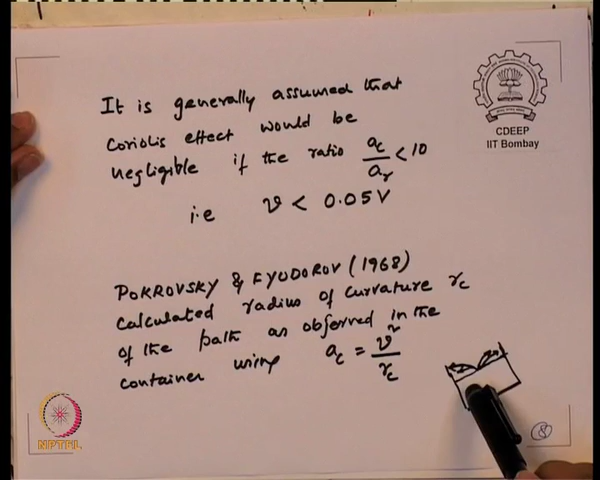 It is generally assumed that
coriolis effect would be
negligible if the ratio a_c/a_r < 10
i.e v < 0.05V
POKROVSKY & FYODOROV (1968)
calculated radius of curvature r_c
of the path as observed in the
container using a_c = v²/r_c
CDEEP
IIT Bombay
NPTEL
8